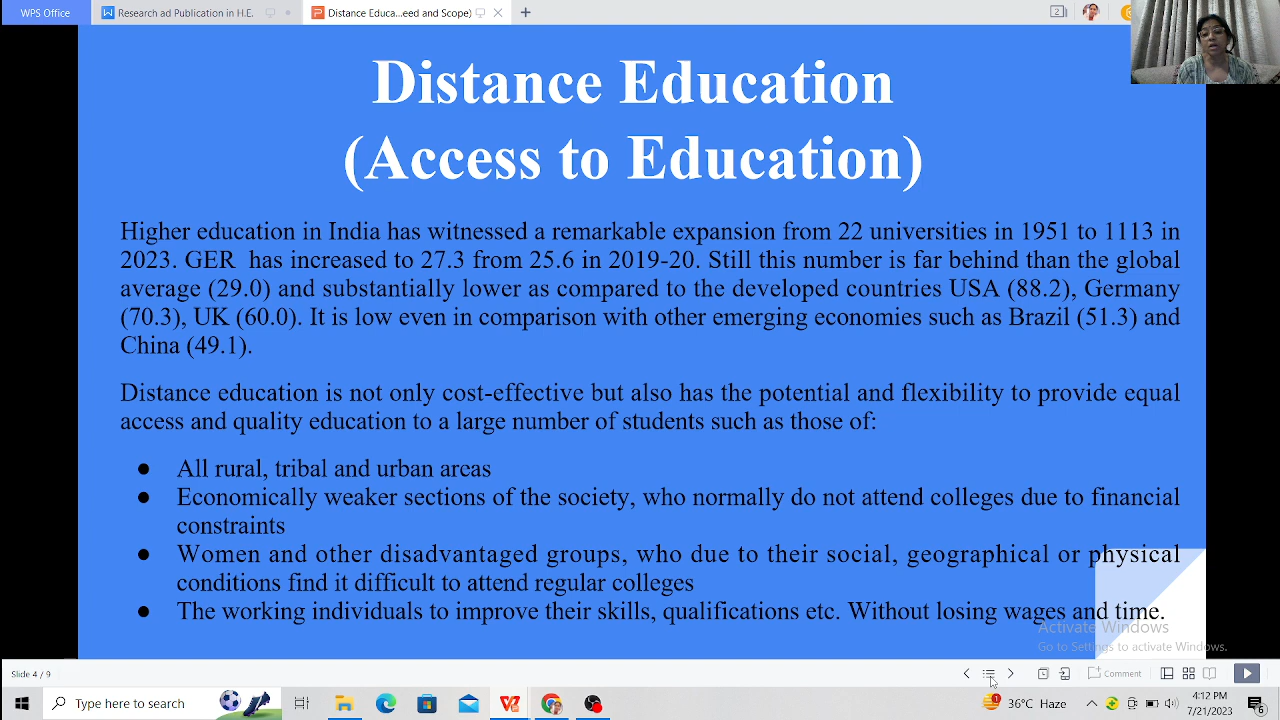 WPS Office
Research ad Publication in H.E.
Distance Educa...eed and Scope)
Distance Education
(Access to Education)
Higher education in India has witnessed a remarkable expansion from 22 universities in 1951 to 1113 in
2023. GER has increased to 27.3 from 25.6 in 2019-20. Still this number is far behind than the global
average (29.0) and substantially lower as compared to the developed countries USA (88.2), Germany
(70.3), UK (60.0). It is low even in comparison with other emerging economies such as Brazil (51.3) and
China (49.1).
Distance education is not only cost-effective but also has the potential and flexibility to provide equal
access and quality education to a large number of students such as those of:
● All rural, tribal and urban areas
● Economically weaker sections of the society, who normally do not attend colleges due to financial
constraints
● Women and other disadvantaged groups, who due to their social, geographical or physical
conditions find it difficult to attend regular colleges
● The working individuals to improve their skills, qualifications etc. Without losing wages and time.
Activate Windows
Go to Settings to activate Windows.
Slide 4 / 9
Comment
Type here to search
36°C Haze
4:12 PM
7/21/2023